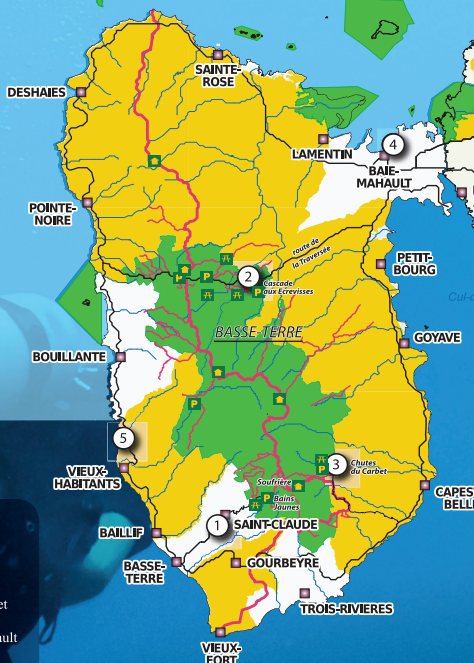 SAINTE-
ROSE
DESHAIES
LAMENTIN
4
BAIE-
MAHAULT
POINTE-
NOIRE
route de
la Traversée
PETIT-
BOURG
P
2
Cascade
aux Ecrevisses
P
P
Cul-d
BASSE TERRE
GOYAVE
BOUILLANTE
P
5
3
Chutes
du Carbet
P
VIEUX-
HABITANTS
Soufrière
CAPEST
BELLE
P
Bains
Jaunes
1
SAINT-CLAUDE
BAILLIF
BASSE-
TERRE
GOURBEYRE
et
TROIS-RIVIERES
ault
VIEUX-
FORT